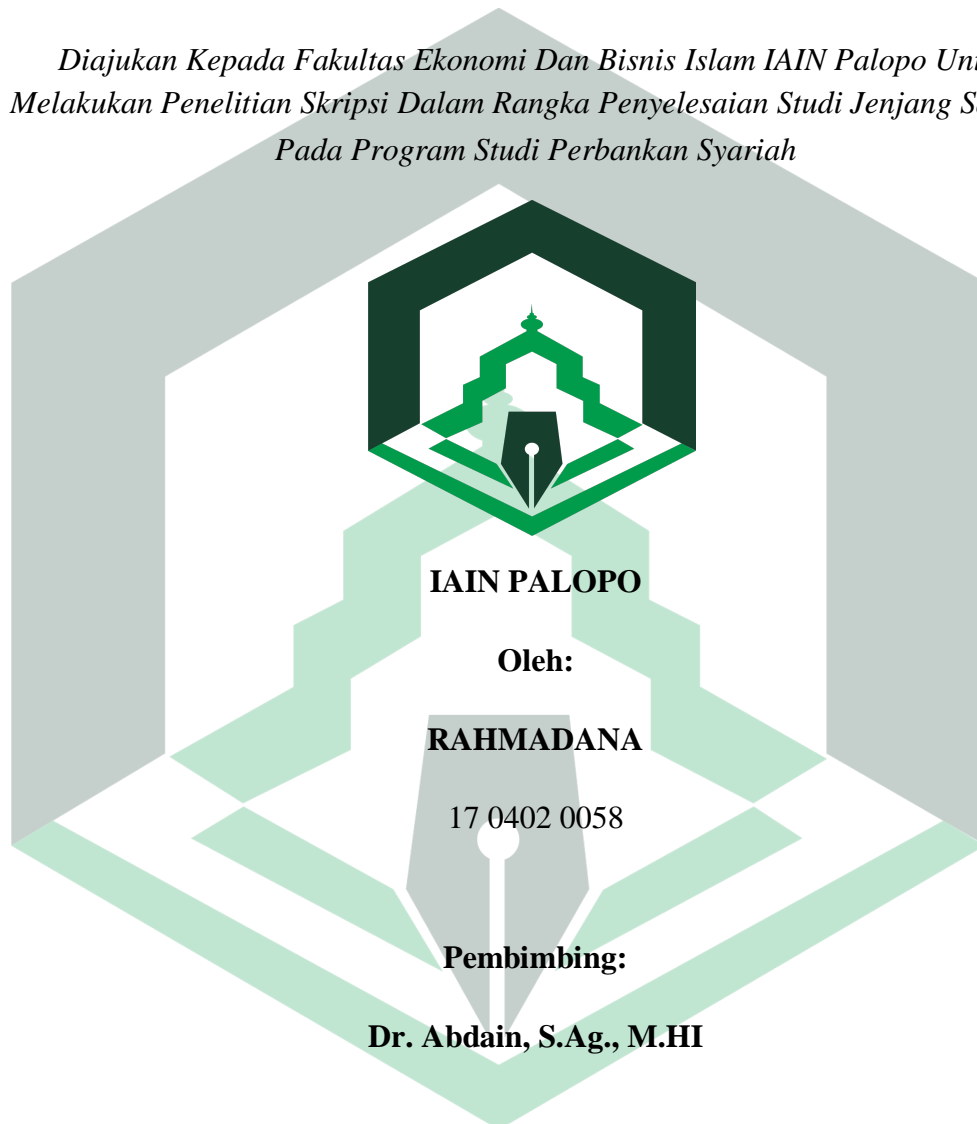 Diajukan Kepada Fakultas Ekonomi Dan Bisnis Islam IAIN Palopo
Melakukan Penelitian Skripsi Dalam Rangka Penyelesaian Studi Jenjang
Pada Program Studi Perbankan Syariah
IAIN PALOPO
Oleh:
RAHMADANA
17 0402 0058
Pembimbing:
Dr. Abdain, S.Ag., M.HI